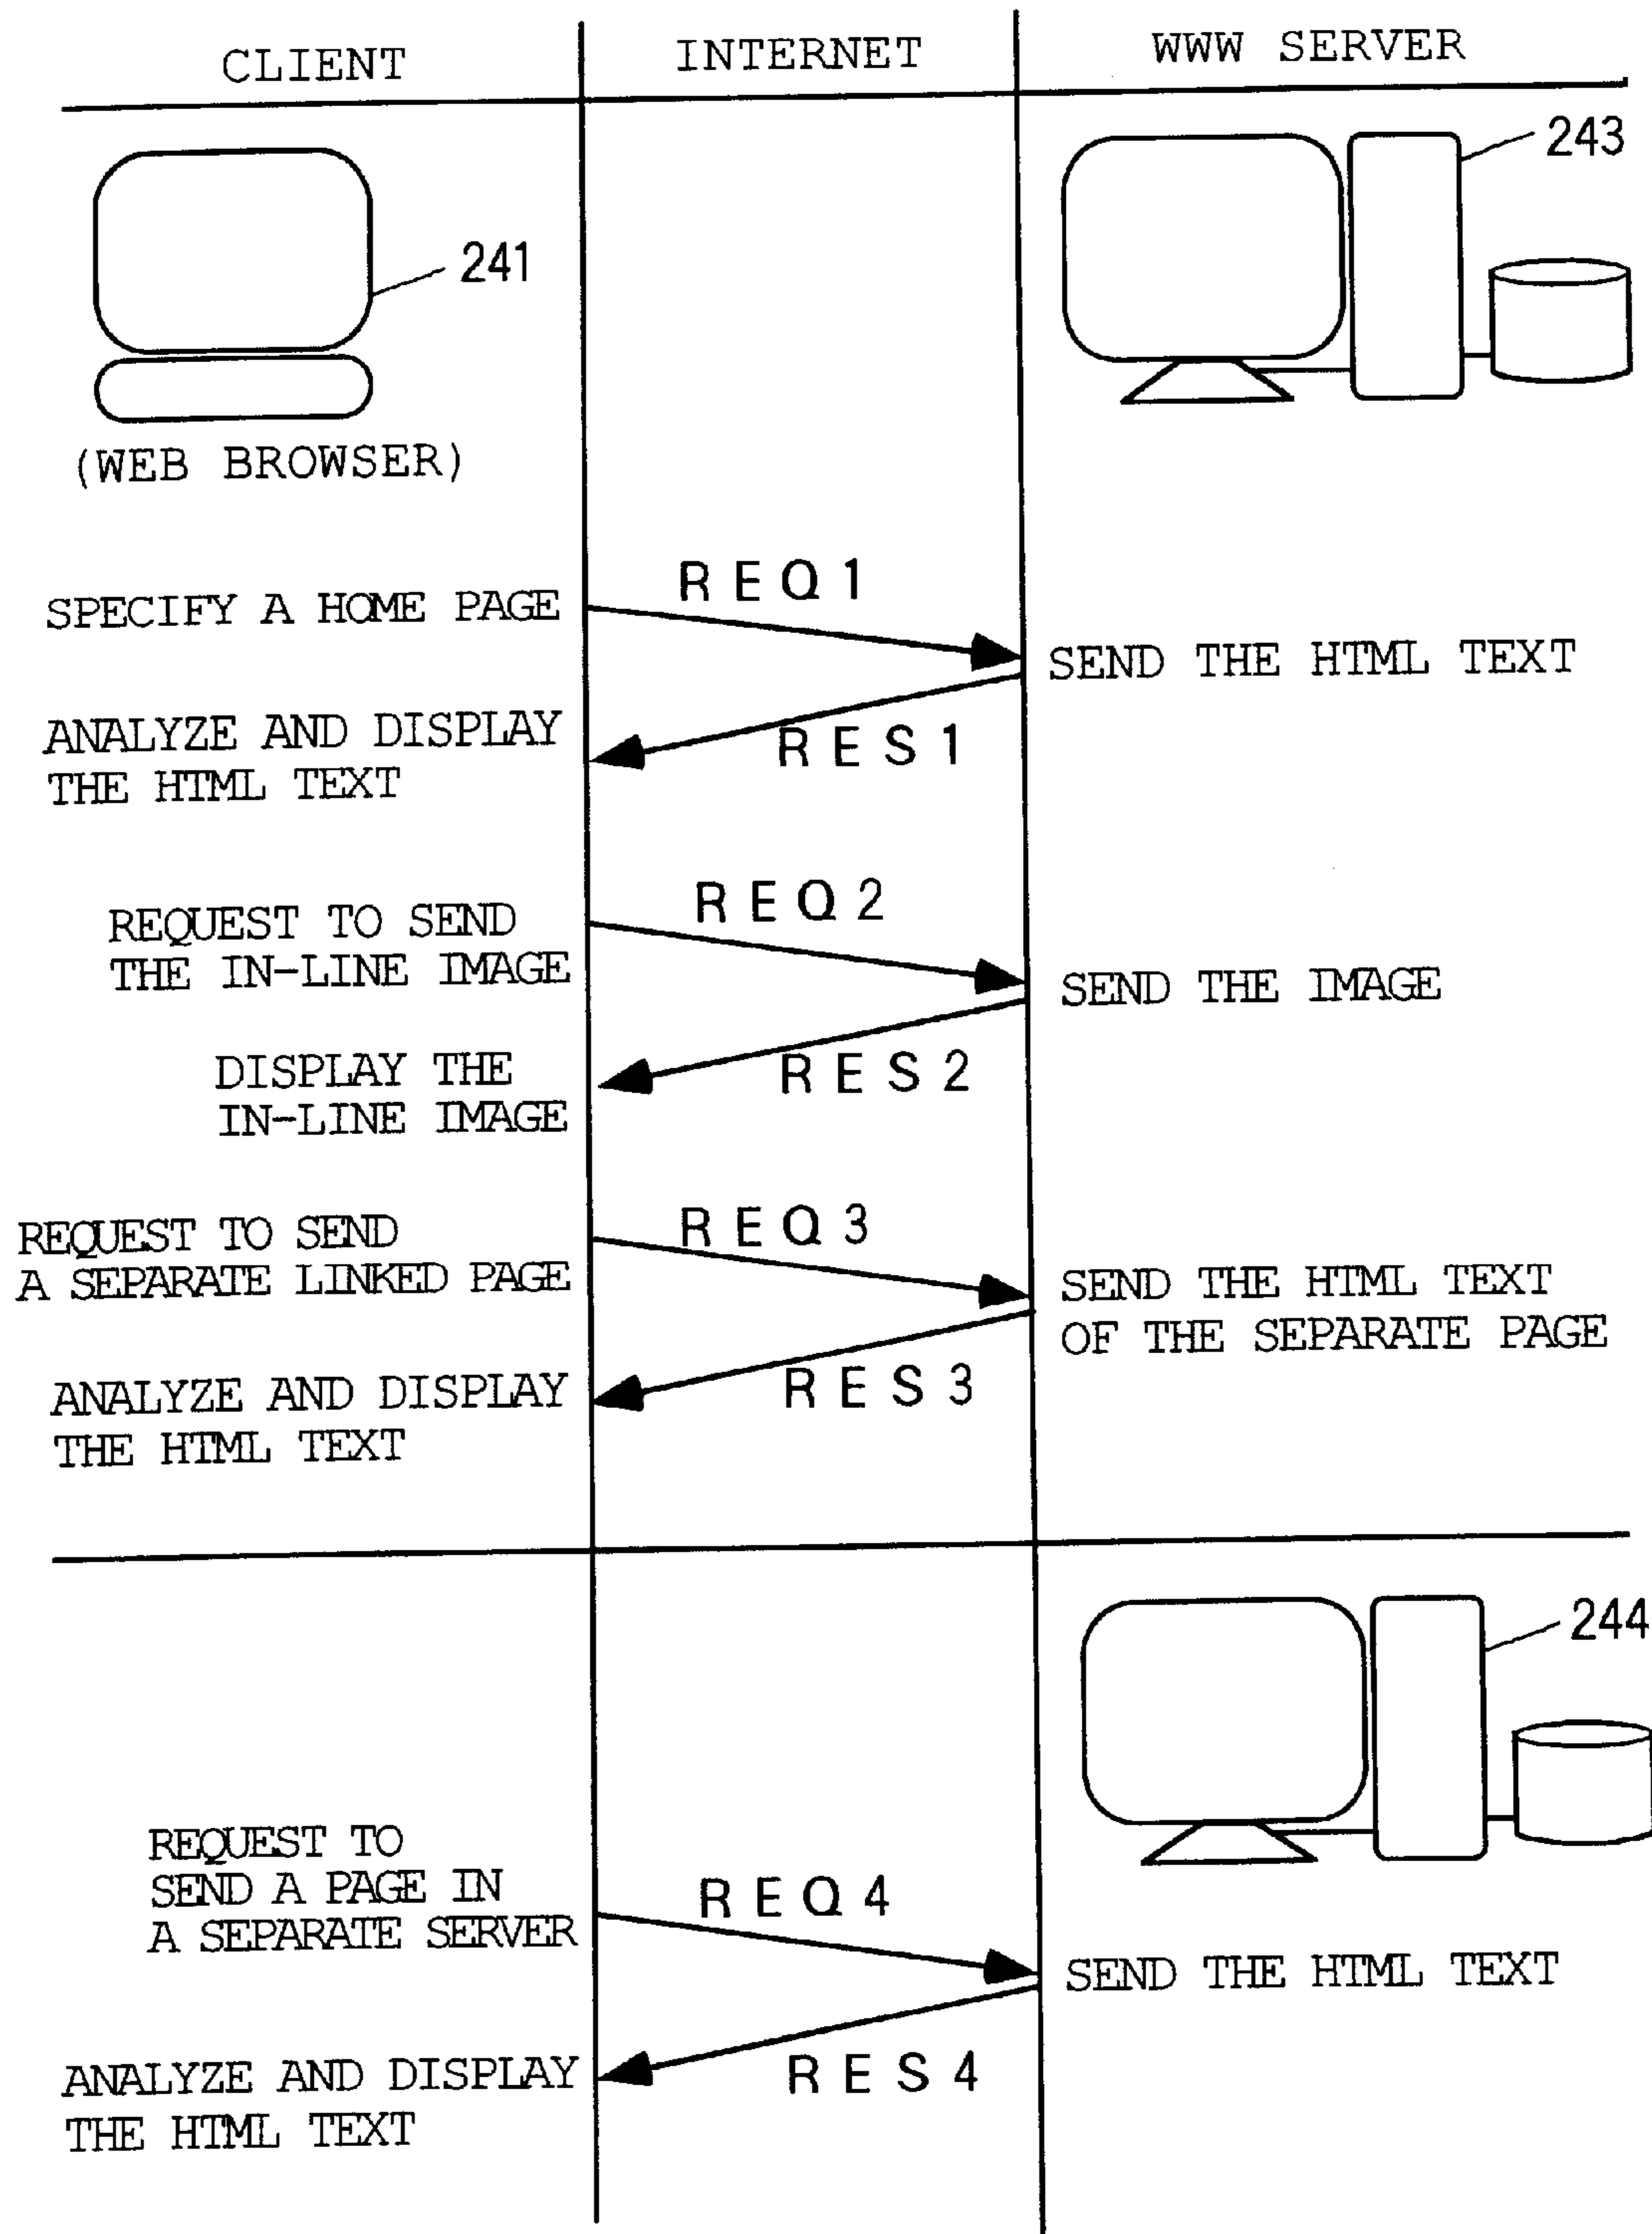 CLIENT
INTERNET
WWW SERVER
243
241
(WEB BROWSER)
REQ1
SPECIFY A HOME PAGE
SEND THE HTML TEXT
ANALYZE AND DISPLAY
THE HTML TEXT
RES1
REQ2
REQUEST TO SEND
THE IN-LINE IMAGE
SEND THE IMAGE
DISPLAY THE
IN-LINE IMAGE
RES2
REQ3
REQUEST TO SEND
A SEPARATE LINKED PAGE
SEND THE HTML TEXT
OF THE SEPARATE PAGE
RES3
ANALYZE AND DISPLAY
THE HTML TEXT
244
REQUEST TO
SEND A PAGE IN
A SEPARATE SERVER
REQ4
SEND THE HTML TEXT
RES4
ANALYZE AND DISPLAY
THE HTML TEXT